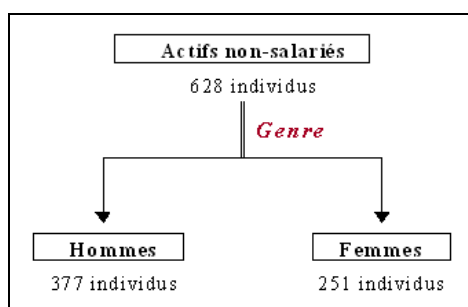 Actifs non-salariés
628 individus
Genre
Hommes
Femmes
377 individus
251 individus